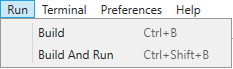 Run Terminal Preferences Help
Build Ctrl+B
Build And Run Ctrl+Shift+B